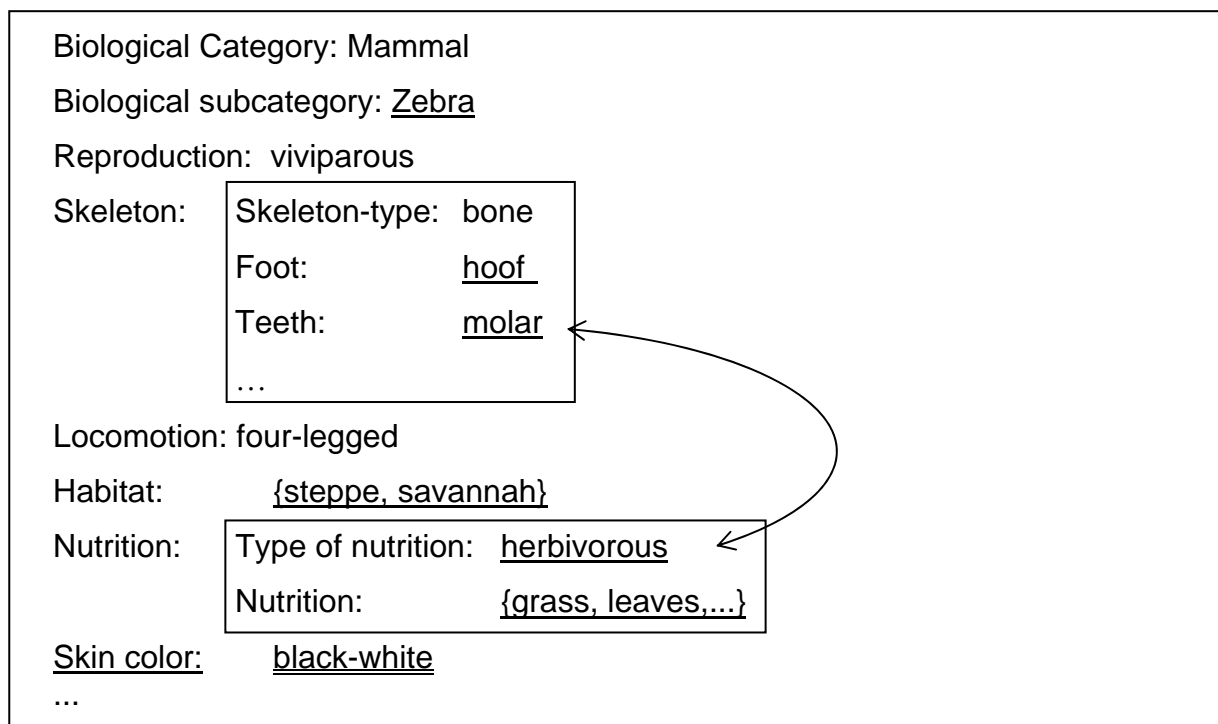 Biological Category: Mammal
Biological subcategory: Zebra
Reproduction: viviparous
Skeleton: Skeleton-type: bone
Foot: hoof
Teeth: molar
…
Locomotion: four-legged
Habitat: {steppe, savannah}
Nutrition: Type of nutrition: herbivorous
Nutrition: {grass, leaves,...}
Skin color: black-white
...